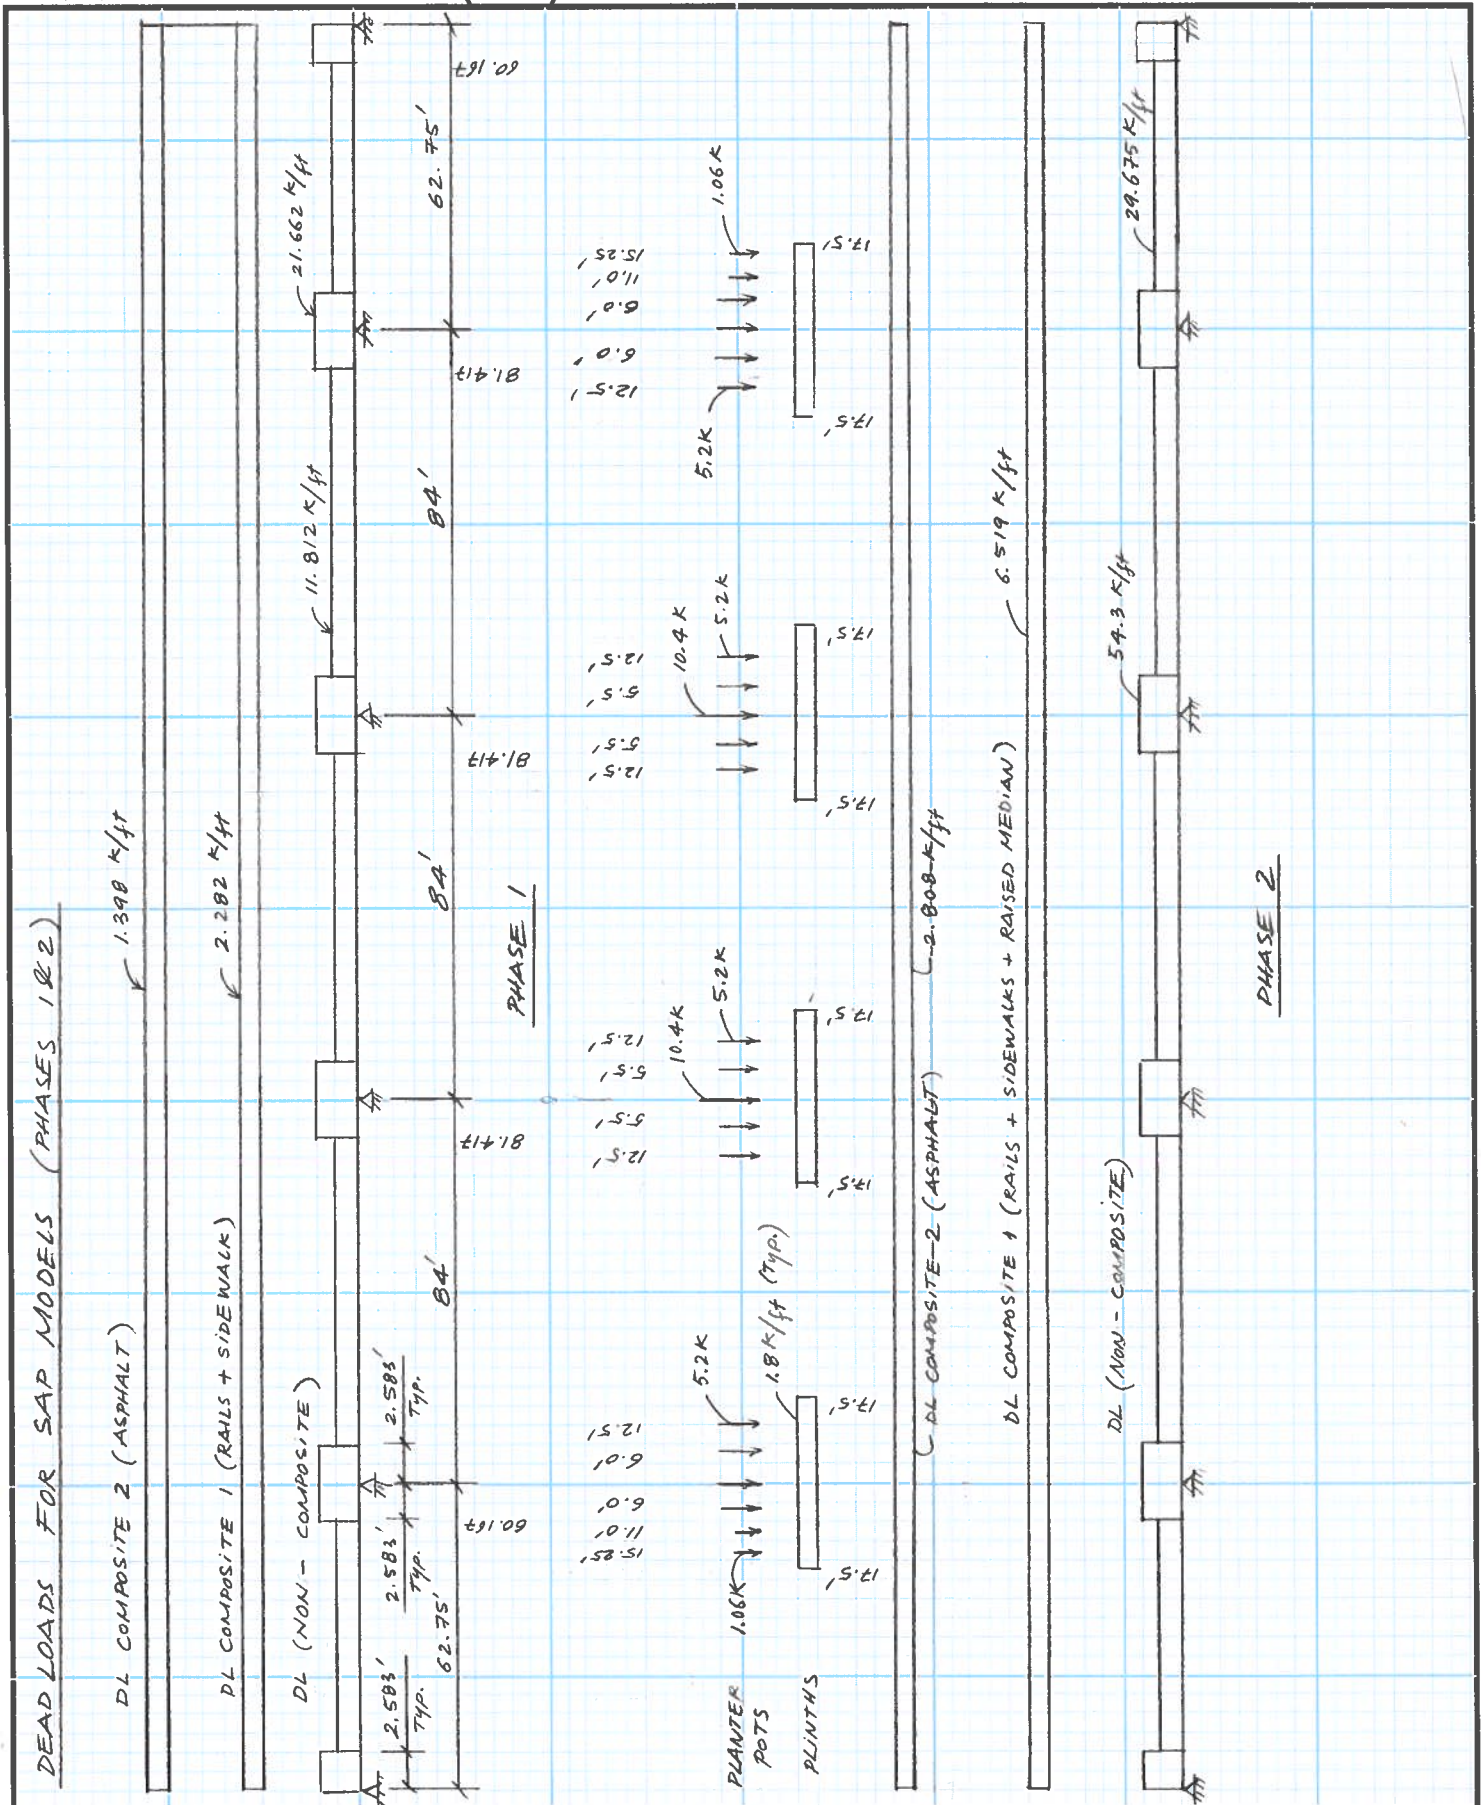 DEAD LOADS FOR SAP MODELS (PHASES 1 & 2)
DL COMPOSITE 2 (ASPHALT)
1.398 K/ft
DL COMPOSITE 1 (RAILS + SIDEWALK)
2.282 K/ft
DL (NON - COMPOSITE)
11.812 K/ft
21.662 K/ft
2.583'
TYP.
2.583'
TYP.
2.583'
TYP.
60.167
81.417
81.417
81.417
60.167
62.75'
84'
84'
84'
62.75'
PHASE 1
15.25'
11.0'
6.0'
6.0'
12.5'
12.5'
5.5'
5.5'
12.5'
12.5'
5.5'
5.5'
12.5'
12.5'
6.0'
6.0'
11.0'
15.25'
PLANTER
POTS
1.06K
5.2K
10.4K
5.2K
10.4K
5.2K
5.2K
1.06K
PLINTHS
1.8 K/ft (TYP.)
17.5'
17.5'
17.5'
17.5'
17.5'
17.5'
17.5'
17.5'
DL COMPOSITE 2 (ASPHALT)
2.808 K/ft
DL COMPOSITE 1 (RAILS + SIDEWALKS + RAISED MEDIAN)
6.519 K/ft
DL (NON - COMPOSITE)
54.3 K/ft
29.675 K/ft
PHASE 2